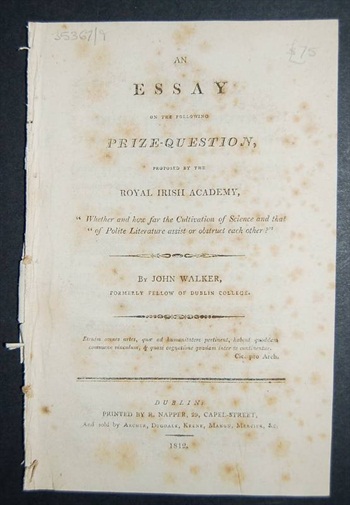 S5367/9
£75
AN
ESSAY
ON THE FOLLOWING
PRIZE-QUESTION,
PROPOSED BY THE
ROYAL IRISH ACADEMY,
" Whether and how far the Cultivation of Science and that
" of Polite Literature assist or obstruct each other?"
BY JOHN WALKER,
FORMERLY FELLOW OF DUBLIN COLLEGE.
Etenim omnes artes, quæ ad humanitatem pertinent, habent quoddam
commune vinculum, & quasi cognatione quadam inter se continentur.
Cic. pro Arch.
DUBLIN:
PRINTED BY R. NAPPER, 29, CAPEL-STREET,
And sold by Archer, Dugdale, Keene, Mahon, Mercier, &c.
1812.